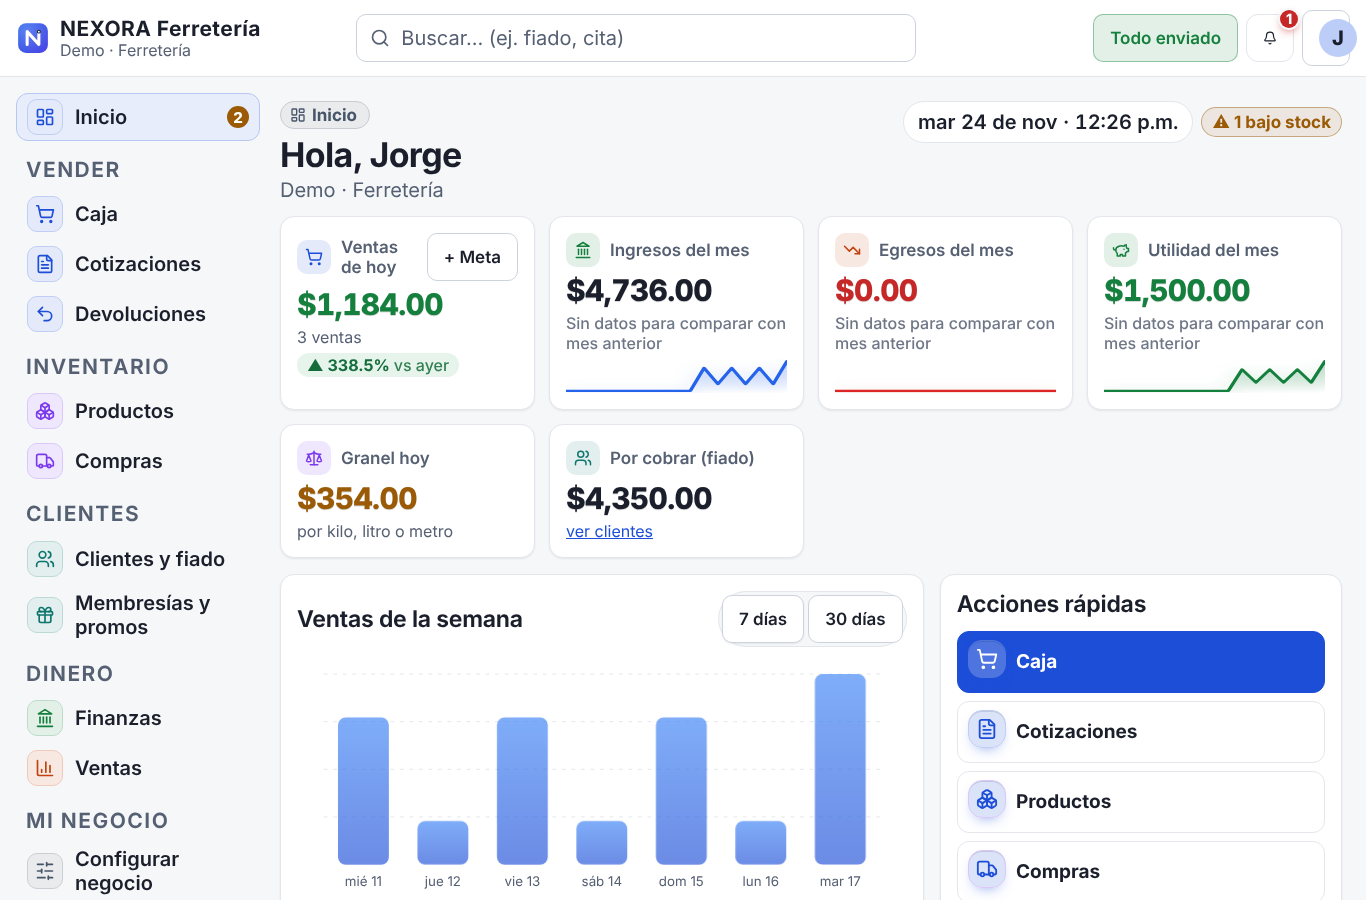 N
NEXORA Ferretería
Demo · Ferretería
Buscar... (ej. fiado, cita)
Todo enviado
1
J
Inicio
2
VENDER
Caja
Cotizaciones
Devoluciones
INVENTARIO
Productos
Compras
CLIENTES
Clientes y fiado
Membresías y
promos
DINERO
Finanzas
Ventas
MI NEGOCIO
Configurar
negocio
Inicio
Hola, Jorge
Demo · Ferretería
mar 24 de nov · 12:26 p.m.
1 bajo stock
Ventas
de hoy
+ Meta
$1,184.00
3 ventas
▲ 338.5% vs ayer
Ingresos del mes
$4,736.00
Sin datos para comparar con
mes anterior
Egresos del mes
$0.00
Sin datos para comparar con
mes anterior
Utilidad del mes
$1,500.00
Sin datos para comparar con
mes anterior
Granel hoy
$354.00
por kilo, litro o metro
Por cobrar (fiado)
$4,350.00
ver clientes
Ventas de la semana
7 días
30 días
mié 11
jue 12
vie 13
sáb 14
dom 15
lun 16
mar 17
Acciones rápidas
Caja
Cotizaciones
Productos
Compras